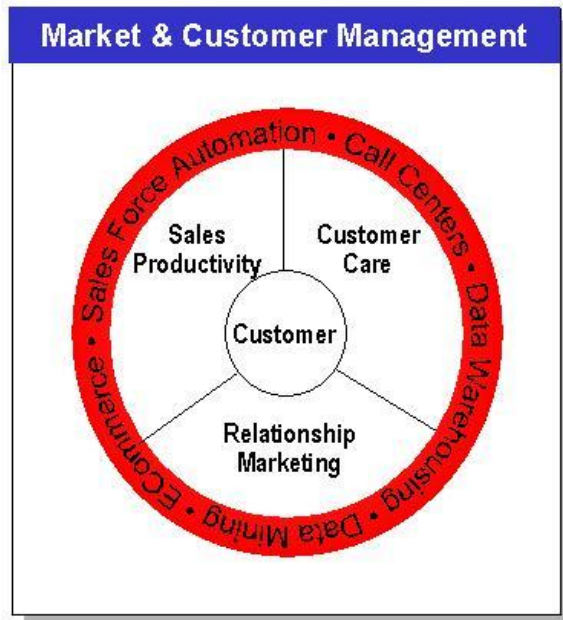 Market & Customer Management
Sales Force Automation • Call Centers • Data Warehousing • Data Mining • ECommerce •
Sales
Productivity
Customer
Care
Customer
Relationship
Marketing